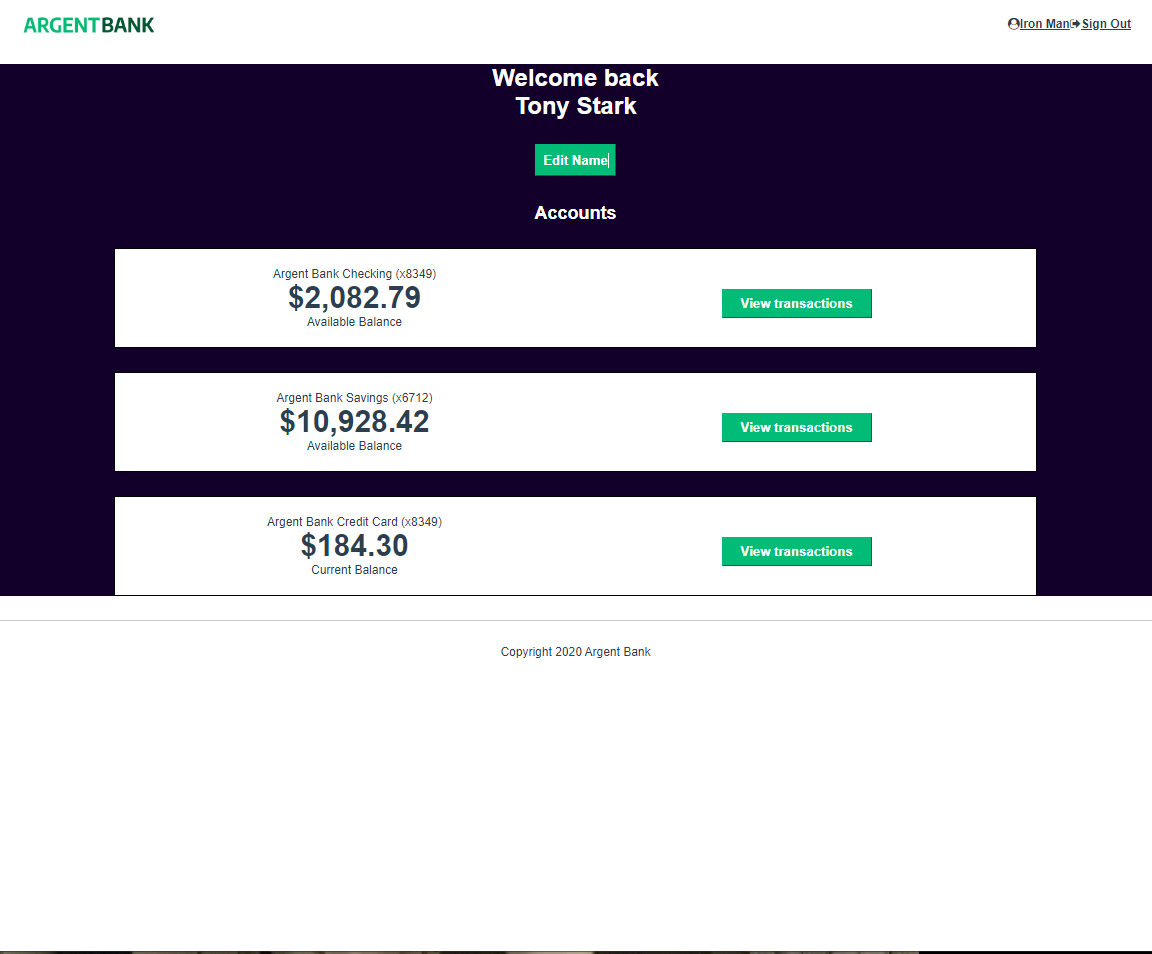 ARGENTBANK
Iron Man Sign Out
Welcome back
Tony Stark
Edit Name
Accounts
Argent Bank Checking (x8349)
$2,082.79
Available Balance
View transactions
Argent Bank Savings (x6712)
$10,928.42
Available Balance
View transactions
Argent Bank Credit Card (x8349)
$184.30
Current Balance
View transactions
Copyright 2020 Argent Bank